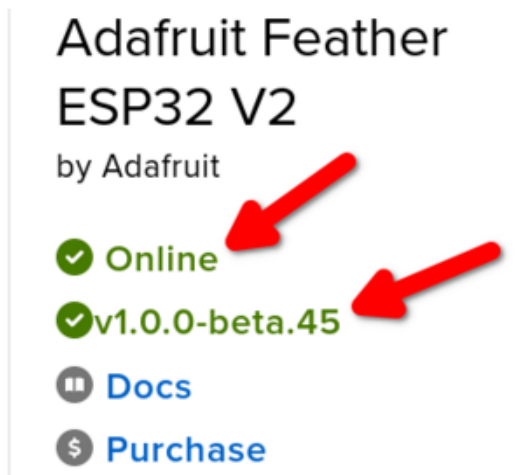 Adafruit Feather
ESP32 V2
by Adafruit
Online
v1.0.0-beta.45
Docs
$ Purchase